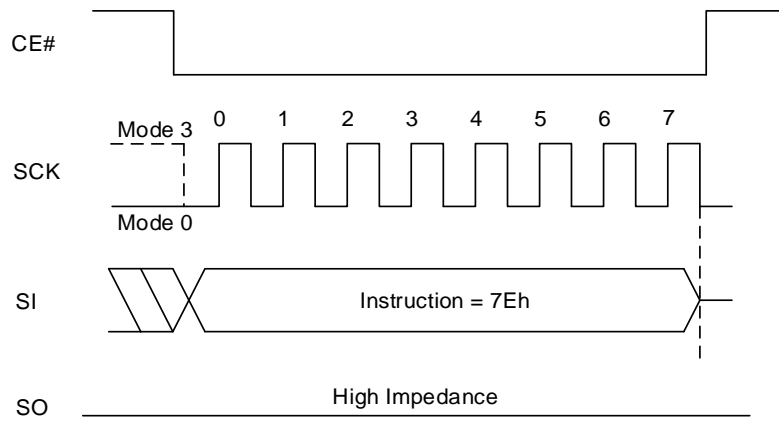 CE#
Mode 3 0 1 2 3 4 5 6 7
SCK
Mode 0
SI Instruction = 7Eh
SO High Impedance